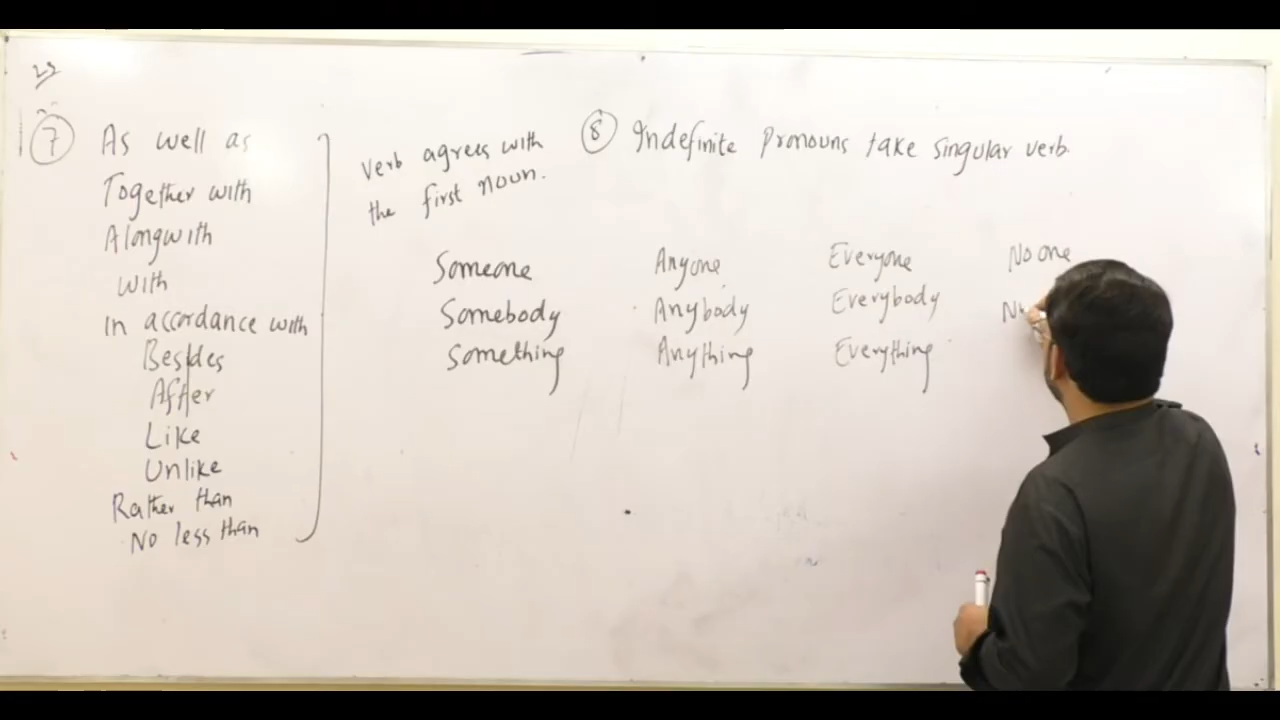 29
7 As well as
Together with
Alongwith
with
In accordance with
Besides
After
Like
Unlike
Rather than
No less than
Verb agrees with
the first noun.
8 Indefinite Pronouns take singular verb
Someone Anyone Everyone No one
Somebody Anybody Everybody
Something Anything Everything